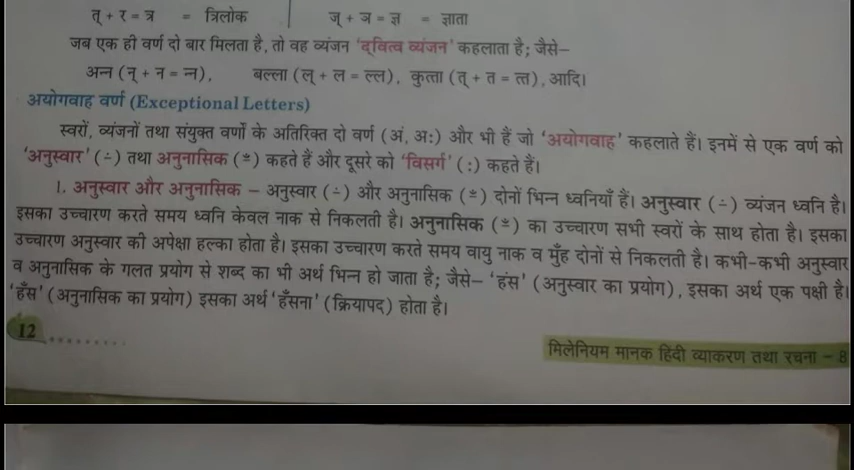 त् + र = त्र = त्रिलोक ज् + ञ = ज्ञ = ज्ञाता
जब एक ही वर्ण दो बार मिलता है, तो वह व्यंजन 'द्वित्व व्यंजन' कहलाता है; जैसे–
अन्न (न् + न = न्न), बल्ला (ल् + ल = ल्ल), कुत्ता (त् + त = त्त), आदि।
अयोगवाह वर्ण (Exceptional Letters)
स्वरों, व्यंजनों तथा संयुक्त वर्णों के अतिरिक्त दो वर्ण (अं, अः) और भी हैं जो 'अयोगवाह' कहलाते हैं। इनमें से एक वर्ण को
'अनुस्वार' (ं) तथा अनुनासिक (ँ) कहते हैं और दूसरे को 'विसर्ग' (:) कहते हैं।
1. अनुस्वार और अनुनासिक – अनुस्वार (ं) और अनुनासिक (ँ) दोनों भिन्न ध्वनियाँ हैं। अनुस्वार (ं) व्यंजन ध्वनि है।
इसका उच्चारण करते समय ध्वनि केवल नाक से निकलती है। अनुनासिक (ँ) का उच्चारण सभी स्वरों के साथ होता है। इसका
उच्चारण अनुस्वार की अपेक्षा हल्का होता है। इसका उच्चारण करते समय वायु नाक व मुँह दोनों से निकलती है। कभी-कभी अनुस्वार
व अनुनासिक के गलत प्रयोग से शब्द का भी अर्थ भिन्न हो जाता है; जैसे– 'हंस' (अनुस्वार का प्रयोग), इसका अर्थ एक पक्षी है।
'हँस' (अनुनासिक का प्रयोग) इसका अर्थ 'हँसना' (क्रियापद) होता है।
12
मिलेनियम मानक हिंदी व्याकरण तथा रचना – 8